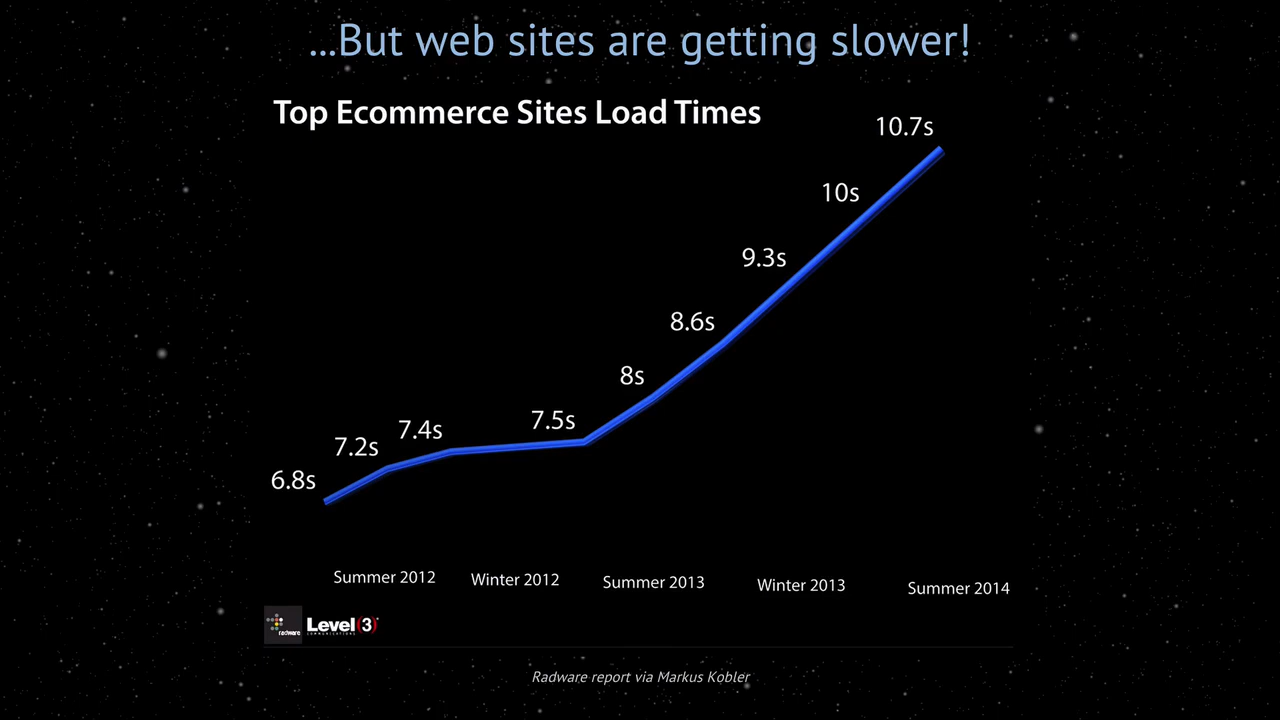 ...But web sites are getting slower!
Top Ecommerce Sites Load Times
10.7s
10s
9.3s
8.6s
8s
7.5s
7.4s
7.2s
6.8s
Summer 2012
Winter 2012
Summer 2013
Winter 2013
Summer 2014
radware
Level (3)
COMMUNICATIONS
Radware report via Markus Kobler